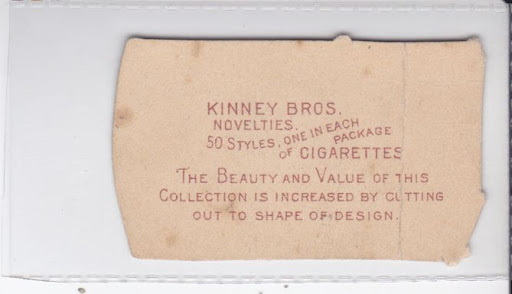 KINNEY BROS.
NOVELTIES.
50 STYLES, ONE IN EACH
PACKAGE
OF CIGARETTES
THE BEAUTY AND VALUE OF THIS
COLLECTION IS INCREASED BY CUTTING
OUT TO SHAPE OF DESIGN.